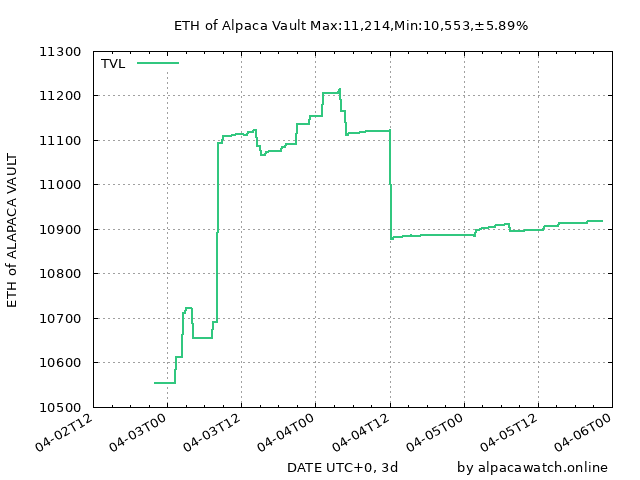 ETH of Alpaca Vault Max:11,214,Min:10,553,±5.89%
TVL
ETH of ALAPACA VAULT
11300
11200
11100
11000
10900
10800
10700
10600
10500
04-02T12
04-03T00
04-03T12
04-04T00
04-04T12
04-05T00
04-05T12
04-06T00
DATE UTC+0, 3d
by alpacawatch.online